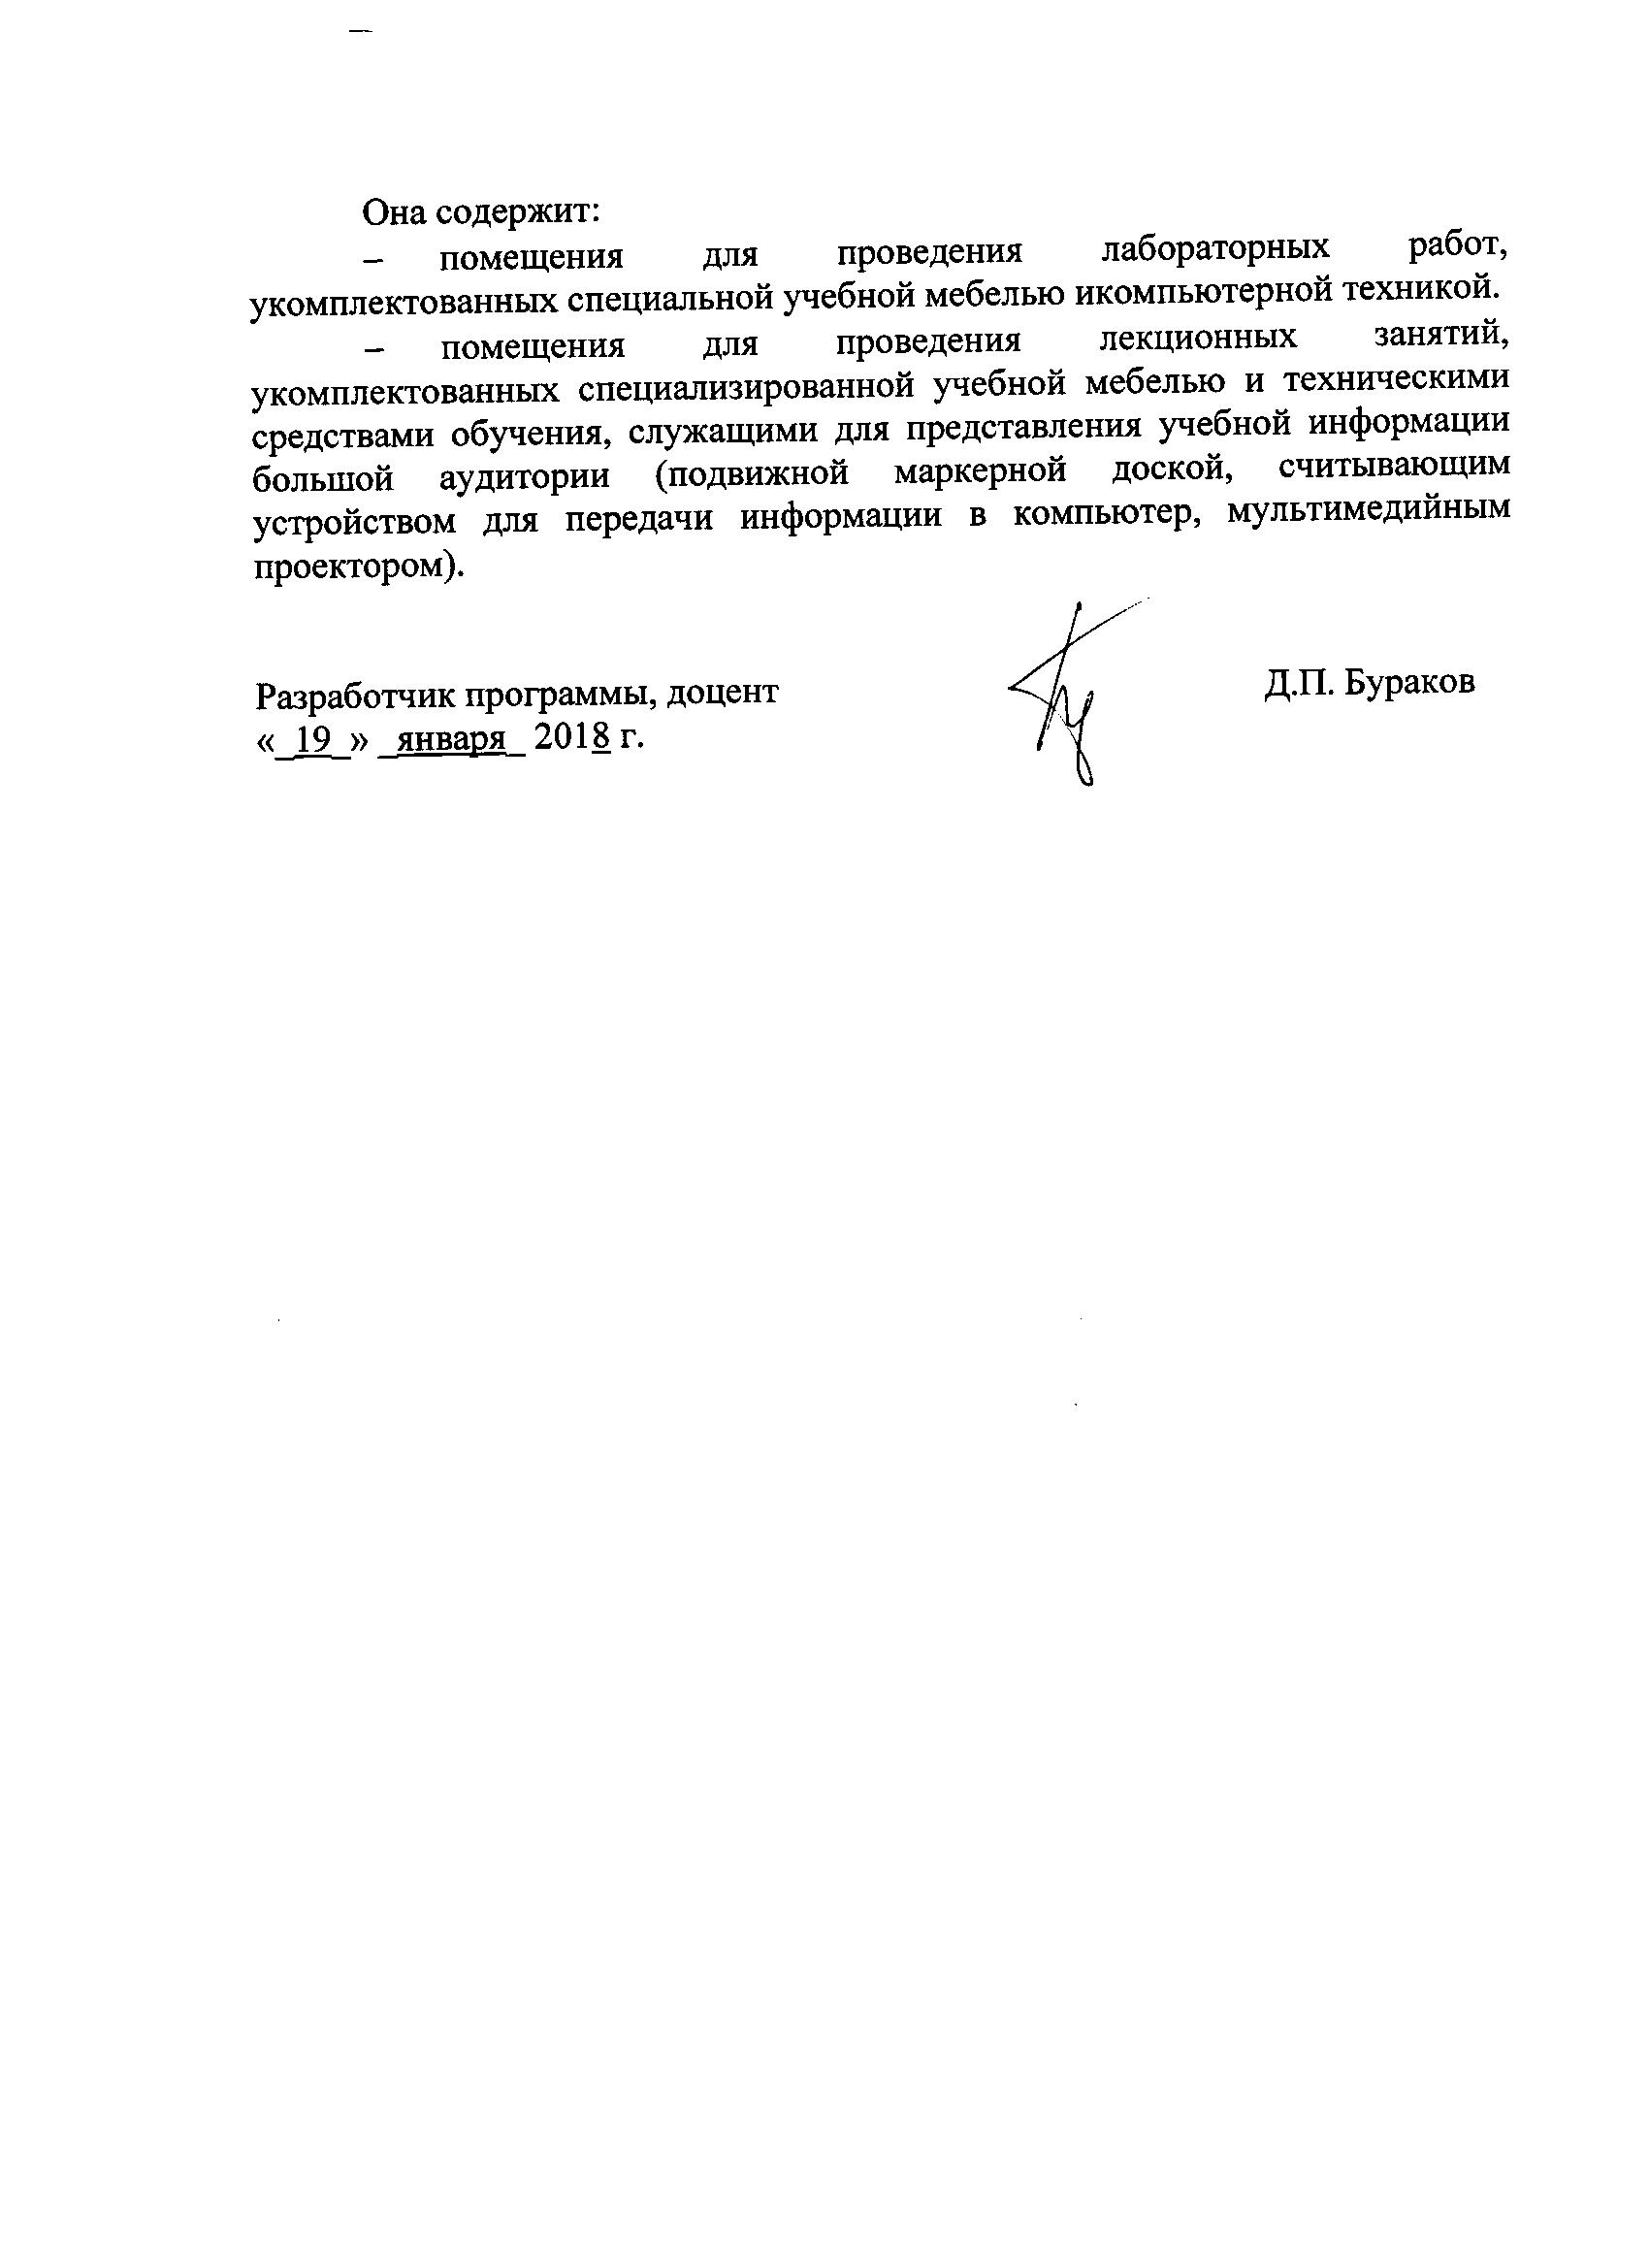 Она содержит:
– помещения для проведения лабораторных работ,
укомплектованных специальной учебной мебелью икомпьютерной техникой.
– помещения для проведения лекционных занятий,
укомплектованных специализированной учебной мебелью и техническими
средствами обучения, служащими для представления учебной информации
большой аудитории (подвижной маркерной доской, считывающим
устройством для передачи информации в компьютер, мультимедийным
проектором).
Разработчик программы, доцент Д.П. Бураков
«_19_» _января_ 2018 г.